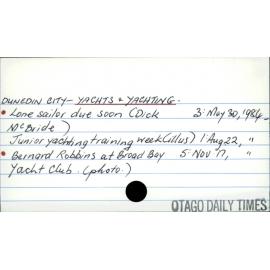 DUNEDIN CITY - YACHTS & YACHTING.
• Lone sailor due soon (Dick 3: May 30, 1984 -
McBride)
Junior yachting training week (illus) 1: Aug 22, "
• Bernard Robbins at Broad Bay 5: Nov 17, "
Yacht Club. (photo.)
OTAGO DAILY TIMES